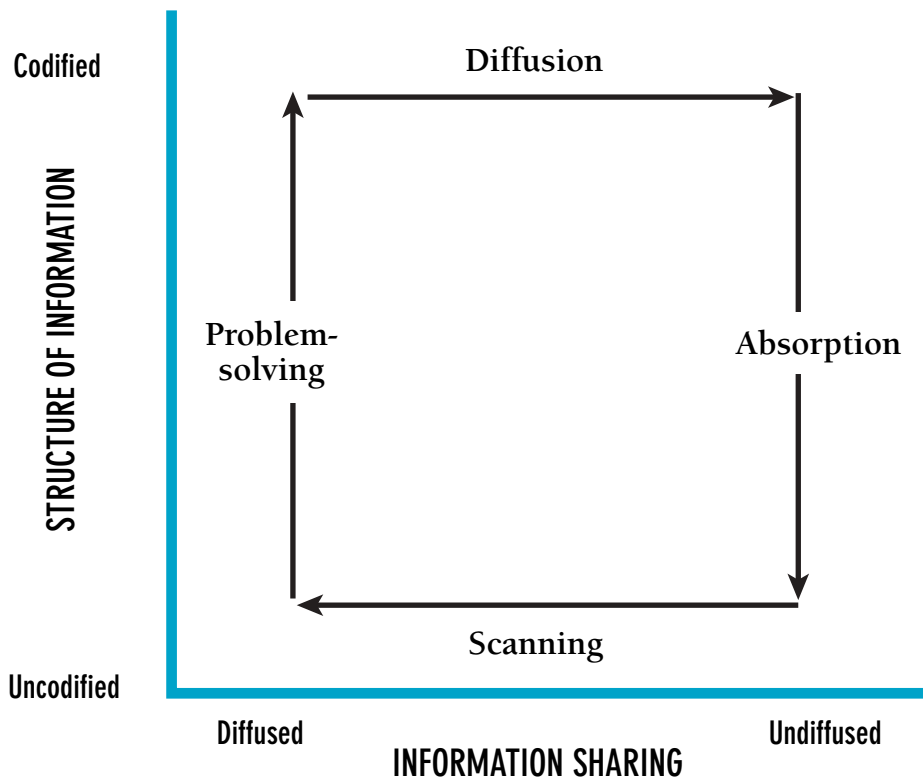 Codified
Diffusion
STRUCTURE OF INFORMATION
Problem-
solving
Absorption
Scanning
Uncodified
Diffused
Undiffused
INFORMATION SHARING